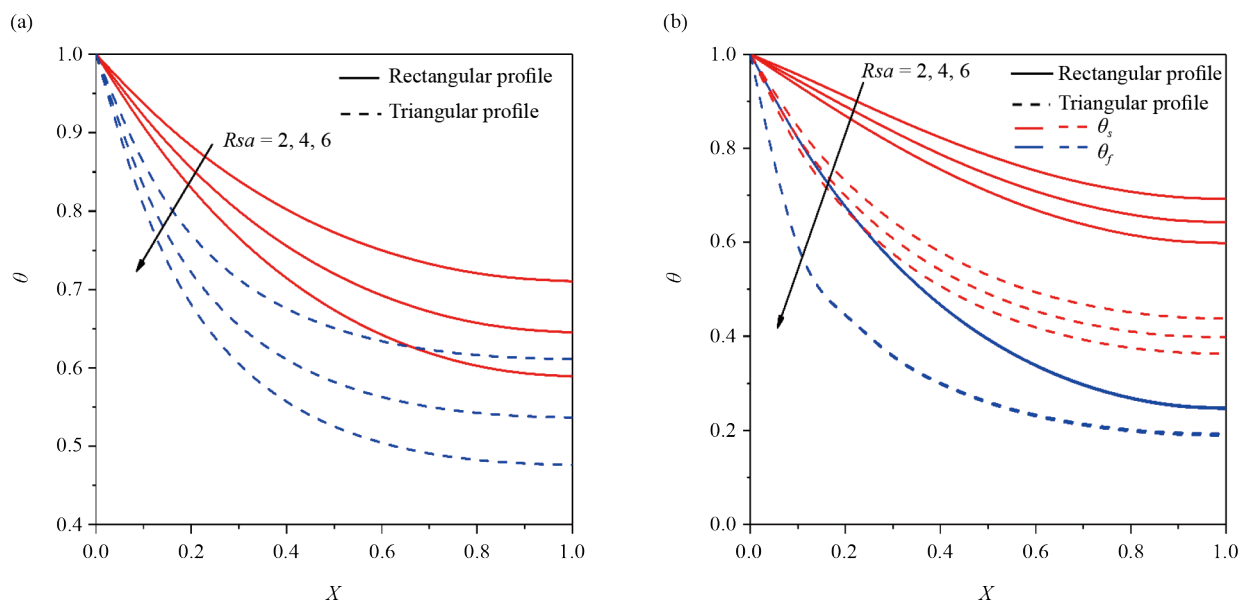 (a)
1.0
0.9
0.8
0.7
0.6
0.5
0.4
θ
Rectangular profile
Triangular profile
Rsa = 2, 4, 6
0.0 0.2 0.4 0.6 0.8 1.0
X
(b)
1.0
0.8
0.6
0.4
0.2
0.0
θ
Rsa = 2, 4, 6
Rectangular profile
Triangular profile
θs
θf
0.0 0.2 0.4 0.6 0.8 1.0
X